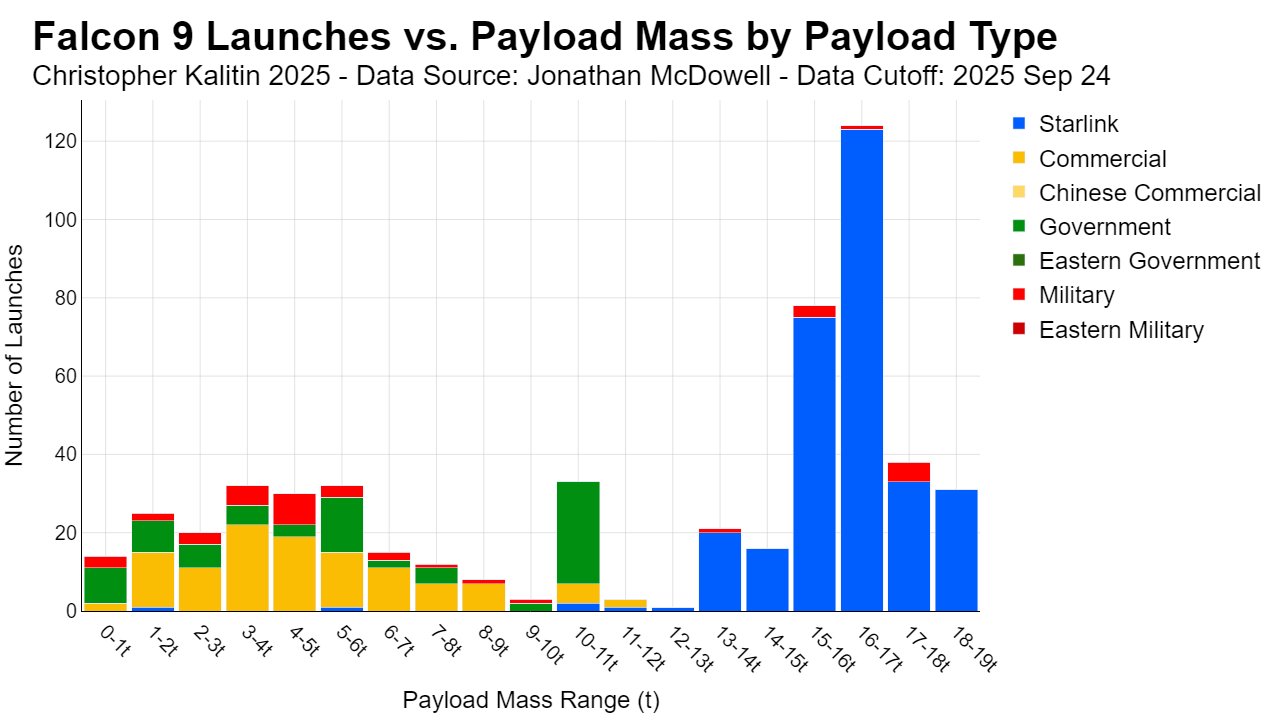 Falcon 9 Launches vs. Payload Mass by Payload Type
Christopher Kalitin 2025 - Data Source: Jonathan McDowell - Data Cutoff: 2025 Sep 24
Number of Launches
120
100
80
60
40
20
0
0-1t
1-2t
2-3t
3-4t
4-5t
5-6t
6-7t
7-8t
8-9t
9-10t
10-11t
11-12t
12-13t
13-14t
14-15t
15-16t
16-17t
17-18t
18-19t
Payload Mass Range (t)
Starlink
Commercial
Chinese Commercial
Government
Eastern Government
Military
Eastern Military